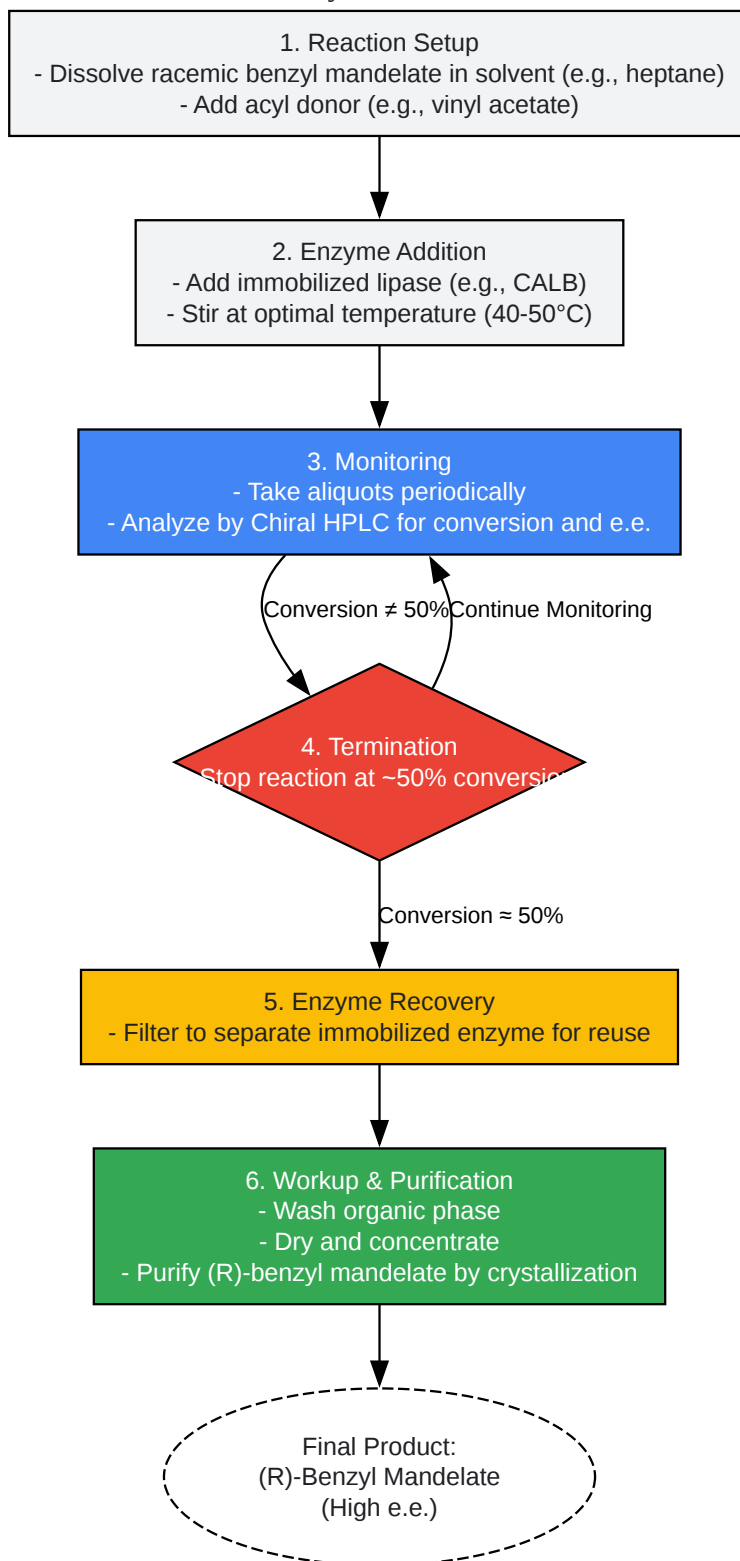 1. Reaction Setup
- Dissolve racemic benzyl mandelate in solvent (e.g., heptane)
- Add acyl donor (e.g., vinyl acetate)
2. Enzyme Addition
- Add immobilized lipase (e.g., CALB)
- Stir at optimal temperature (40-50°C)
3. Monitoring
- Take aliquots periodically
- Analyze by Chiral HPLC for conversion and e.e.
Conversion ≠ 50%
Continue Monitoring
4. Termination
Stop reaction at ~50% conversion
Conversion ≈ 50%
5. Enzyme Recovery
- Filter to separate immobilized enzyme for reuse
6. Workup & Purification
- Wash organic phase
- Dry and concentrate
- Purify (R)-benzyl mandelate by crystallization
Final Product:
(R)-Benzyl Mandelate
(High e.e.)